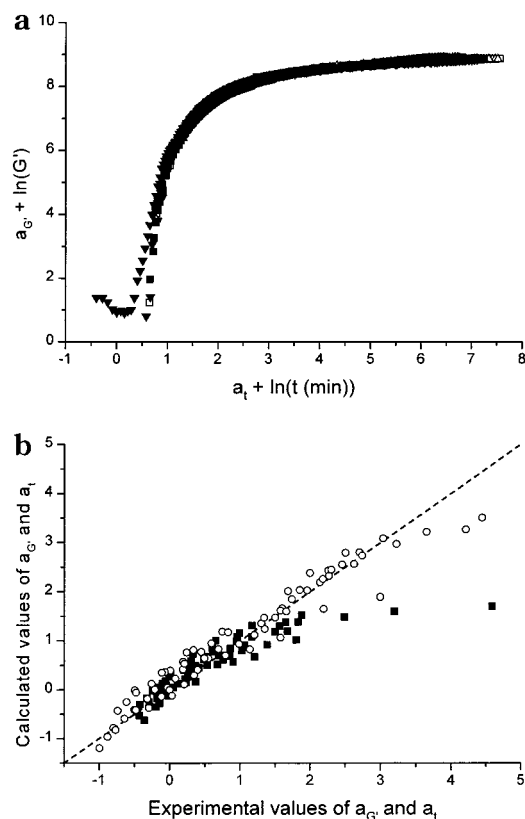 a
10
8
6
4
2
0
a_G' + ln(G')
-1 0 1 2 3 4 5 6 7 8
a_t + ln(t (min))
b
5
4
3
2
1
0
-1
Calculated values of a_G' and a_t
-1 0 1 2 3 4 5
Experimental values of a_G' and a_t